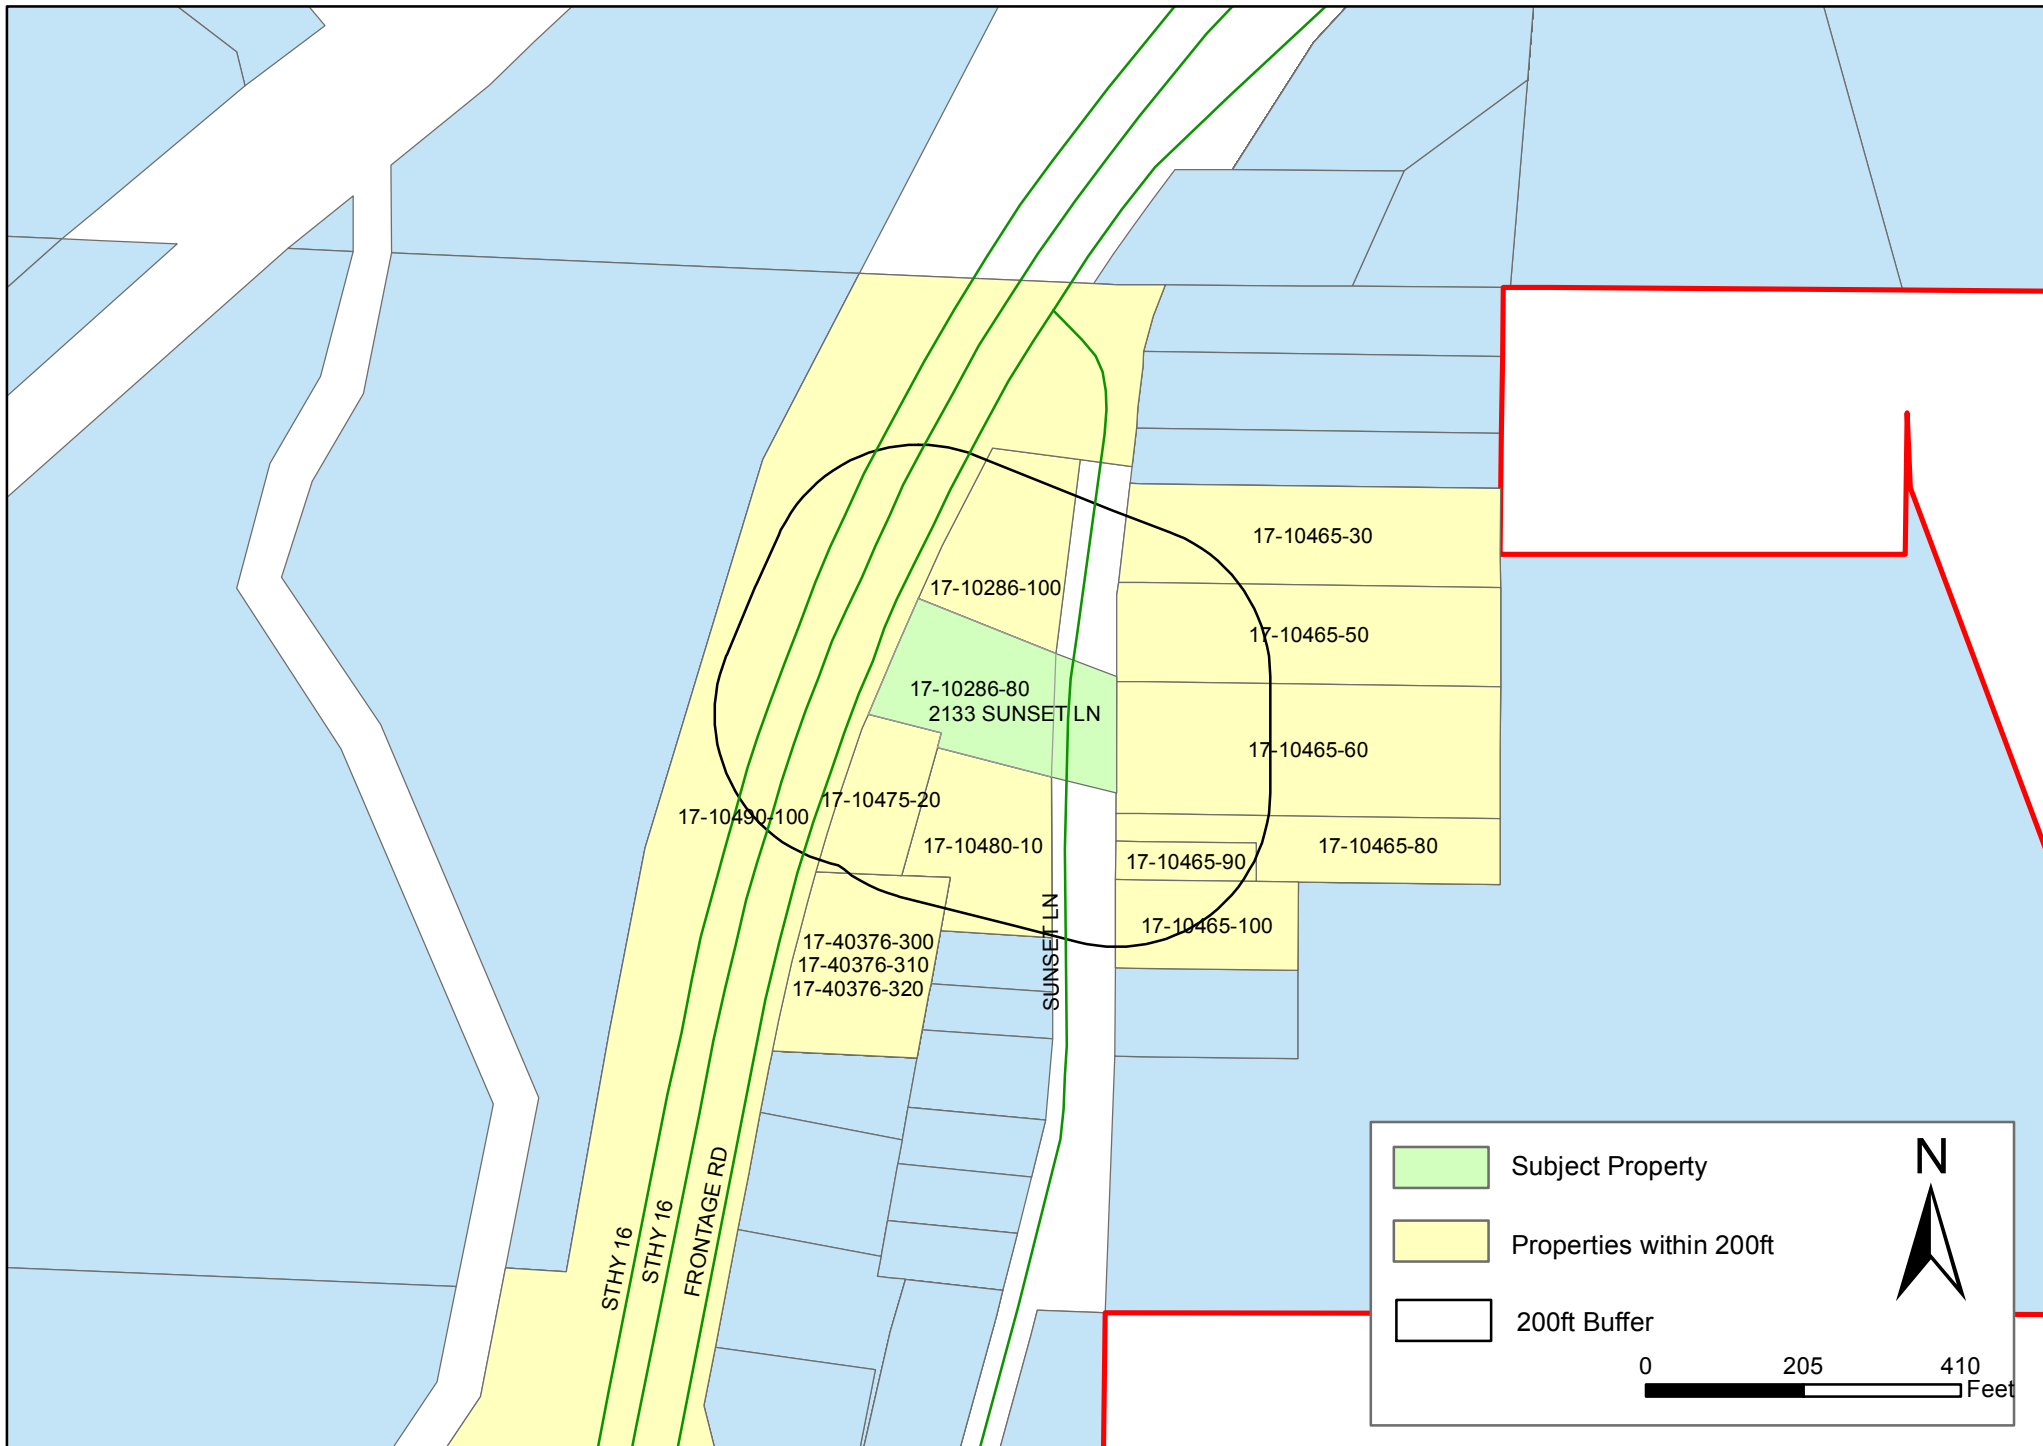 17-10465-30
17-10286-100
17-10465-50
17-10286-80
2133 SUNSET LN
17-10465-60
17-10475-20
17-10490-100
17-10480-10
17-10465-80
17-10465-90
17-10465-100
17-40376-300
17-40376-310
17-40376-320
SUNSET LN
STHY 16
STHY 16
FRONTAGE RD
Subject Property
Properties within 200ft
200ft Buffer
N
0 205 410
Feet